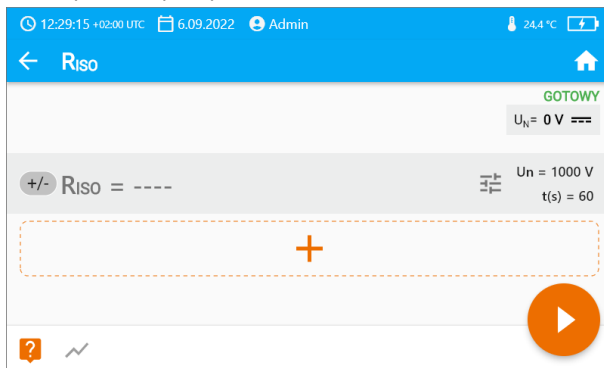 12:29:15 +02:00 UTC 6.09.2022 Admin 24,4 °C
RISO
GOTOWY
UN= 0 V
+/- RISO = ----
Un = 1000 V
t(s) = 60
+
?